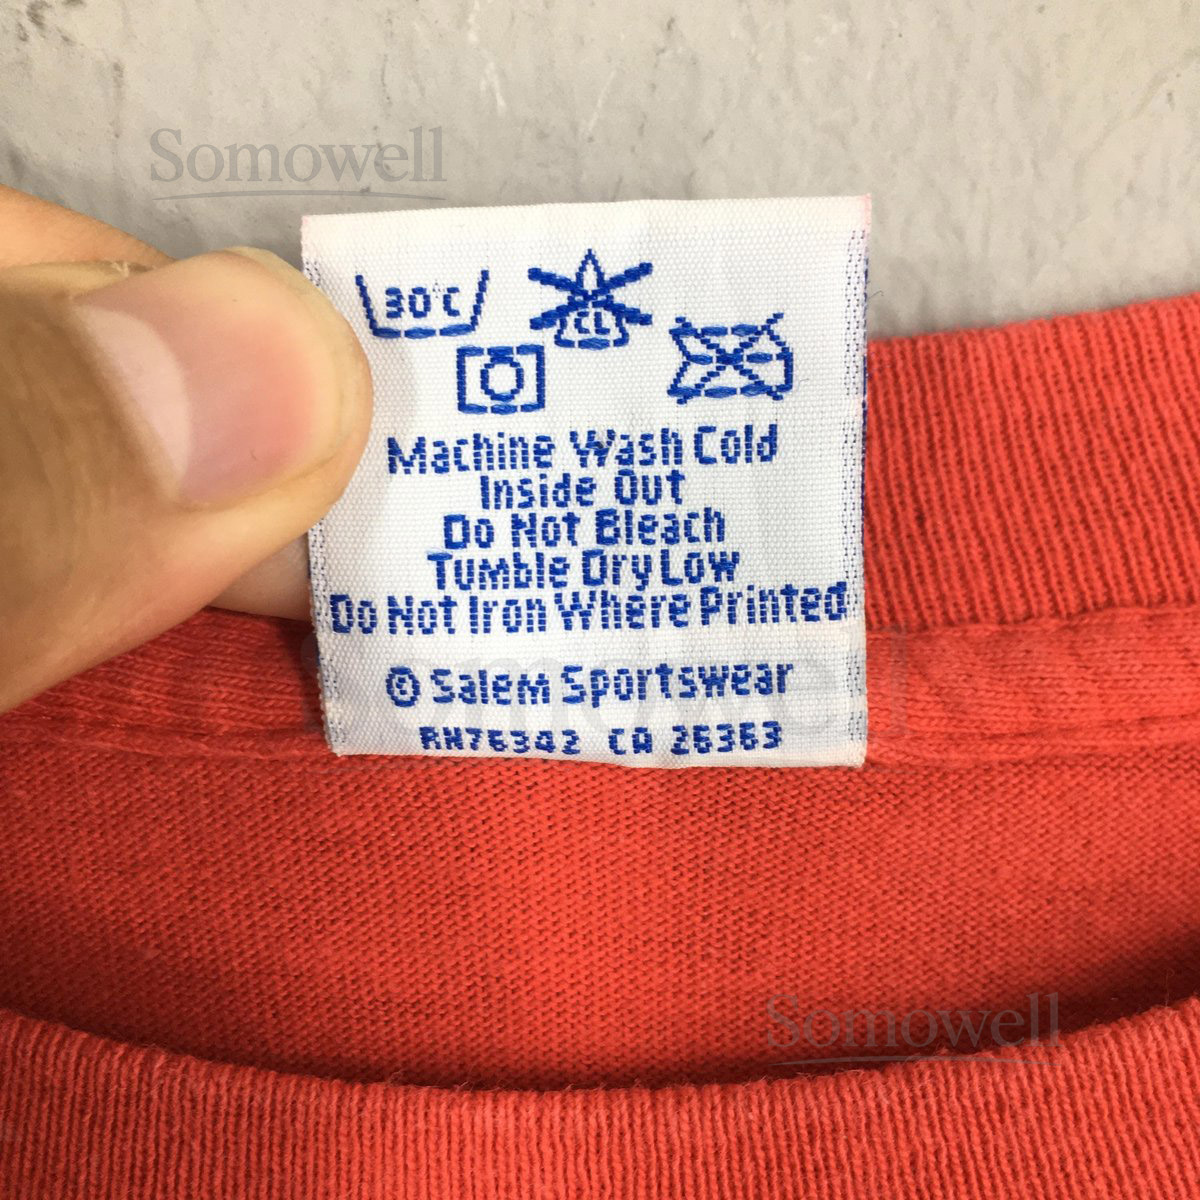 Somowell
30°C
CL
Machine Wash Cold
Inside Out
Do Not Bleach
Tumble Dry Low
Do Not Iron Where Printed
© Salem Sportswear
Somowell
RN76342 CA 26363
Somowell